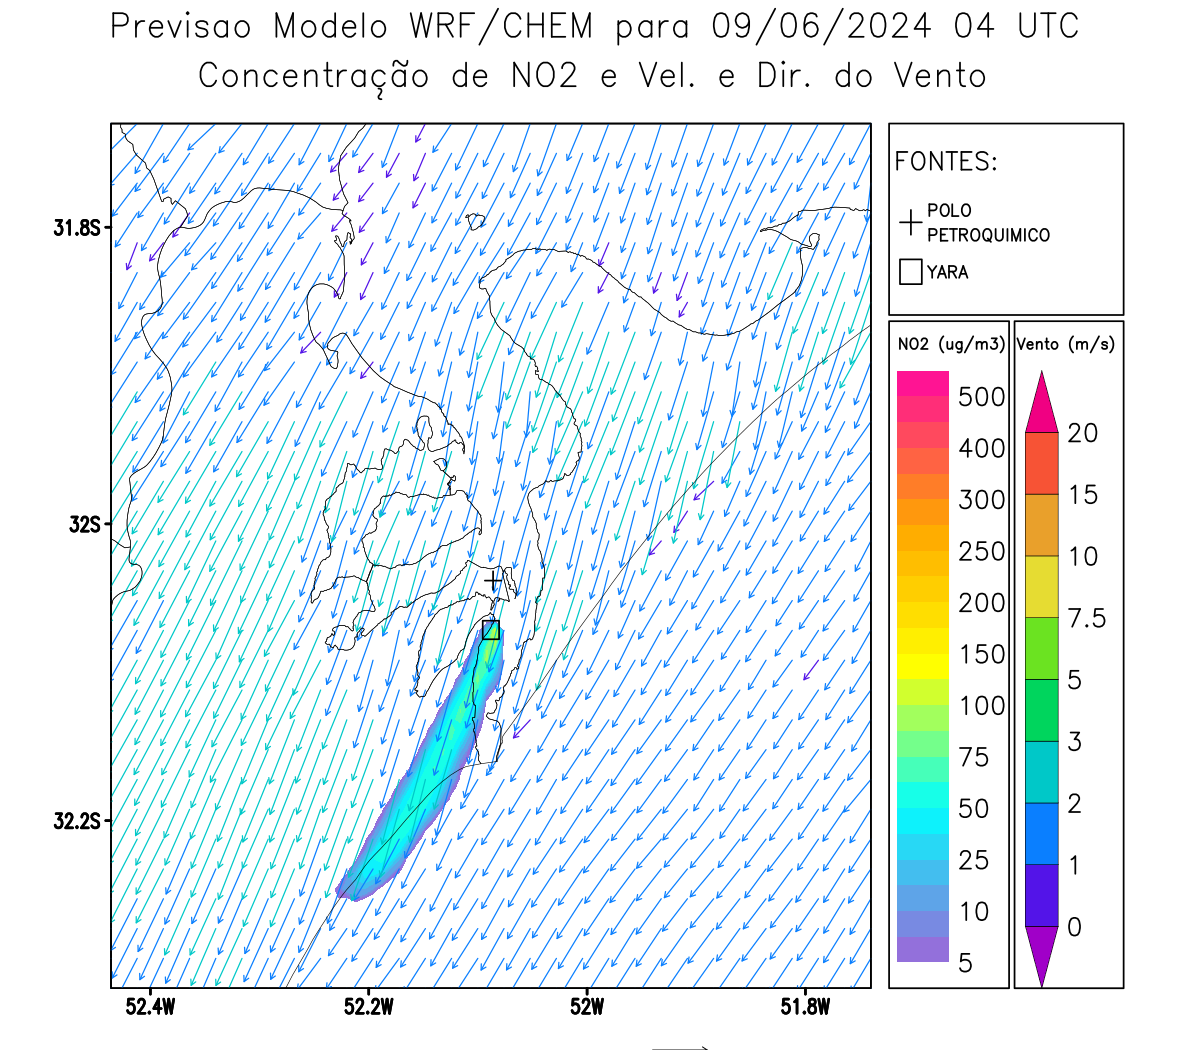 Previsao Modelo WRF/CHEM para 09/06/2024 04 UTC
Concentração de NO2 e Vel. e Dir. do Vento
FONTES:
POLO
PETROQUIMICO
YARA
NO2 (ug/m3)
500
400
300
250
200
150
100
75
50
25
10
5
Vento (m/s)
20
15
10
7.5
5
3
2
1
0
31.8S
32S
32.2S
52.4W 52.2W 52W 51.8W